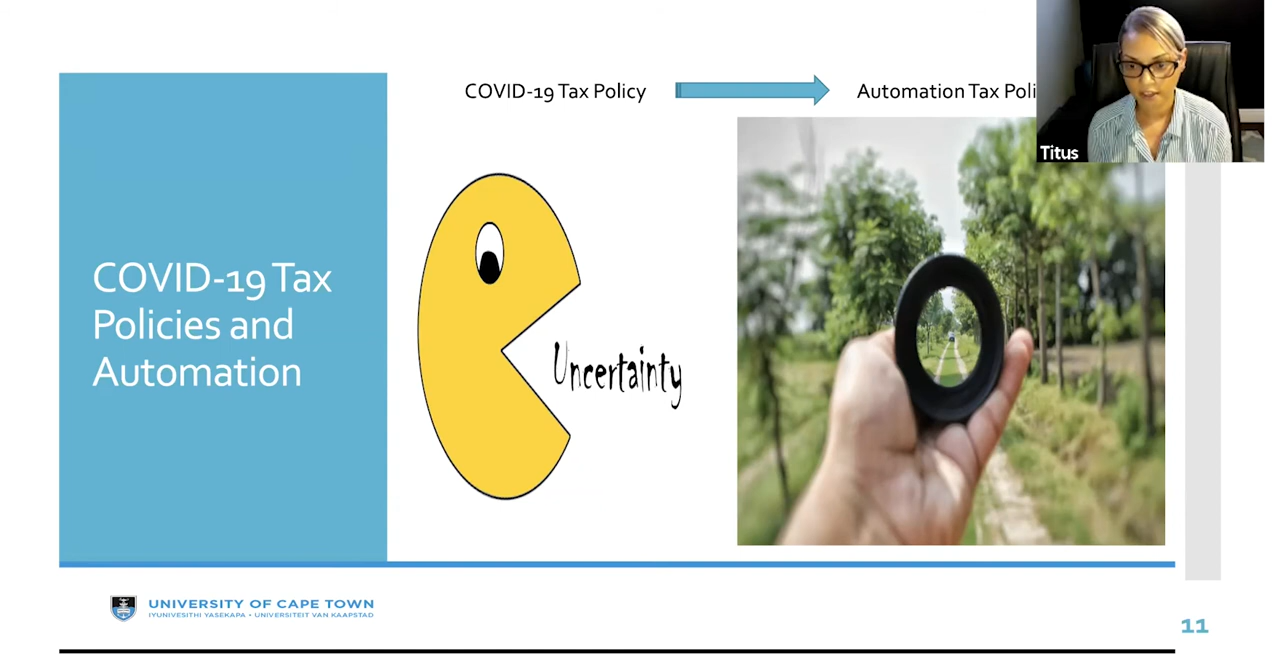 COVID-19 Tax Policy
Automation Tax Poli
Titus
COVID-19 Tax
Policies and
Automation
Uncertainty
UNIVERSITY OF CAPE TOWN
IYUNIVESITHI YASEKAPA • UNIVERSITEIT VAN KAAPSTAD
11